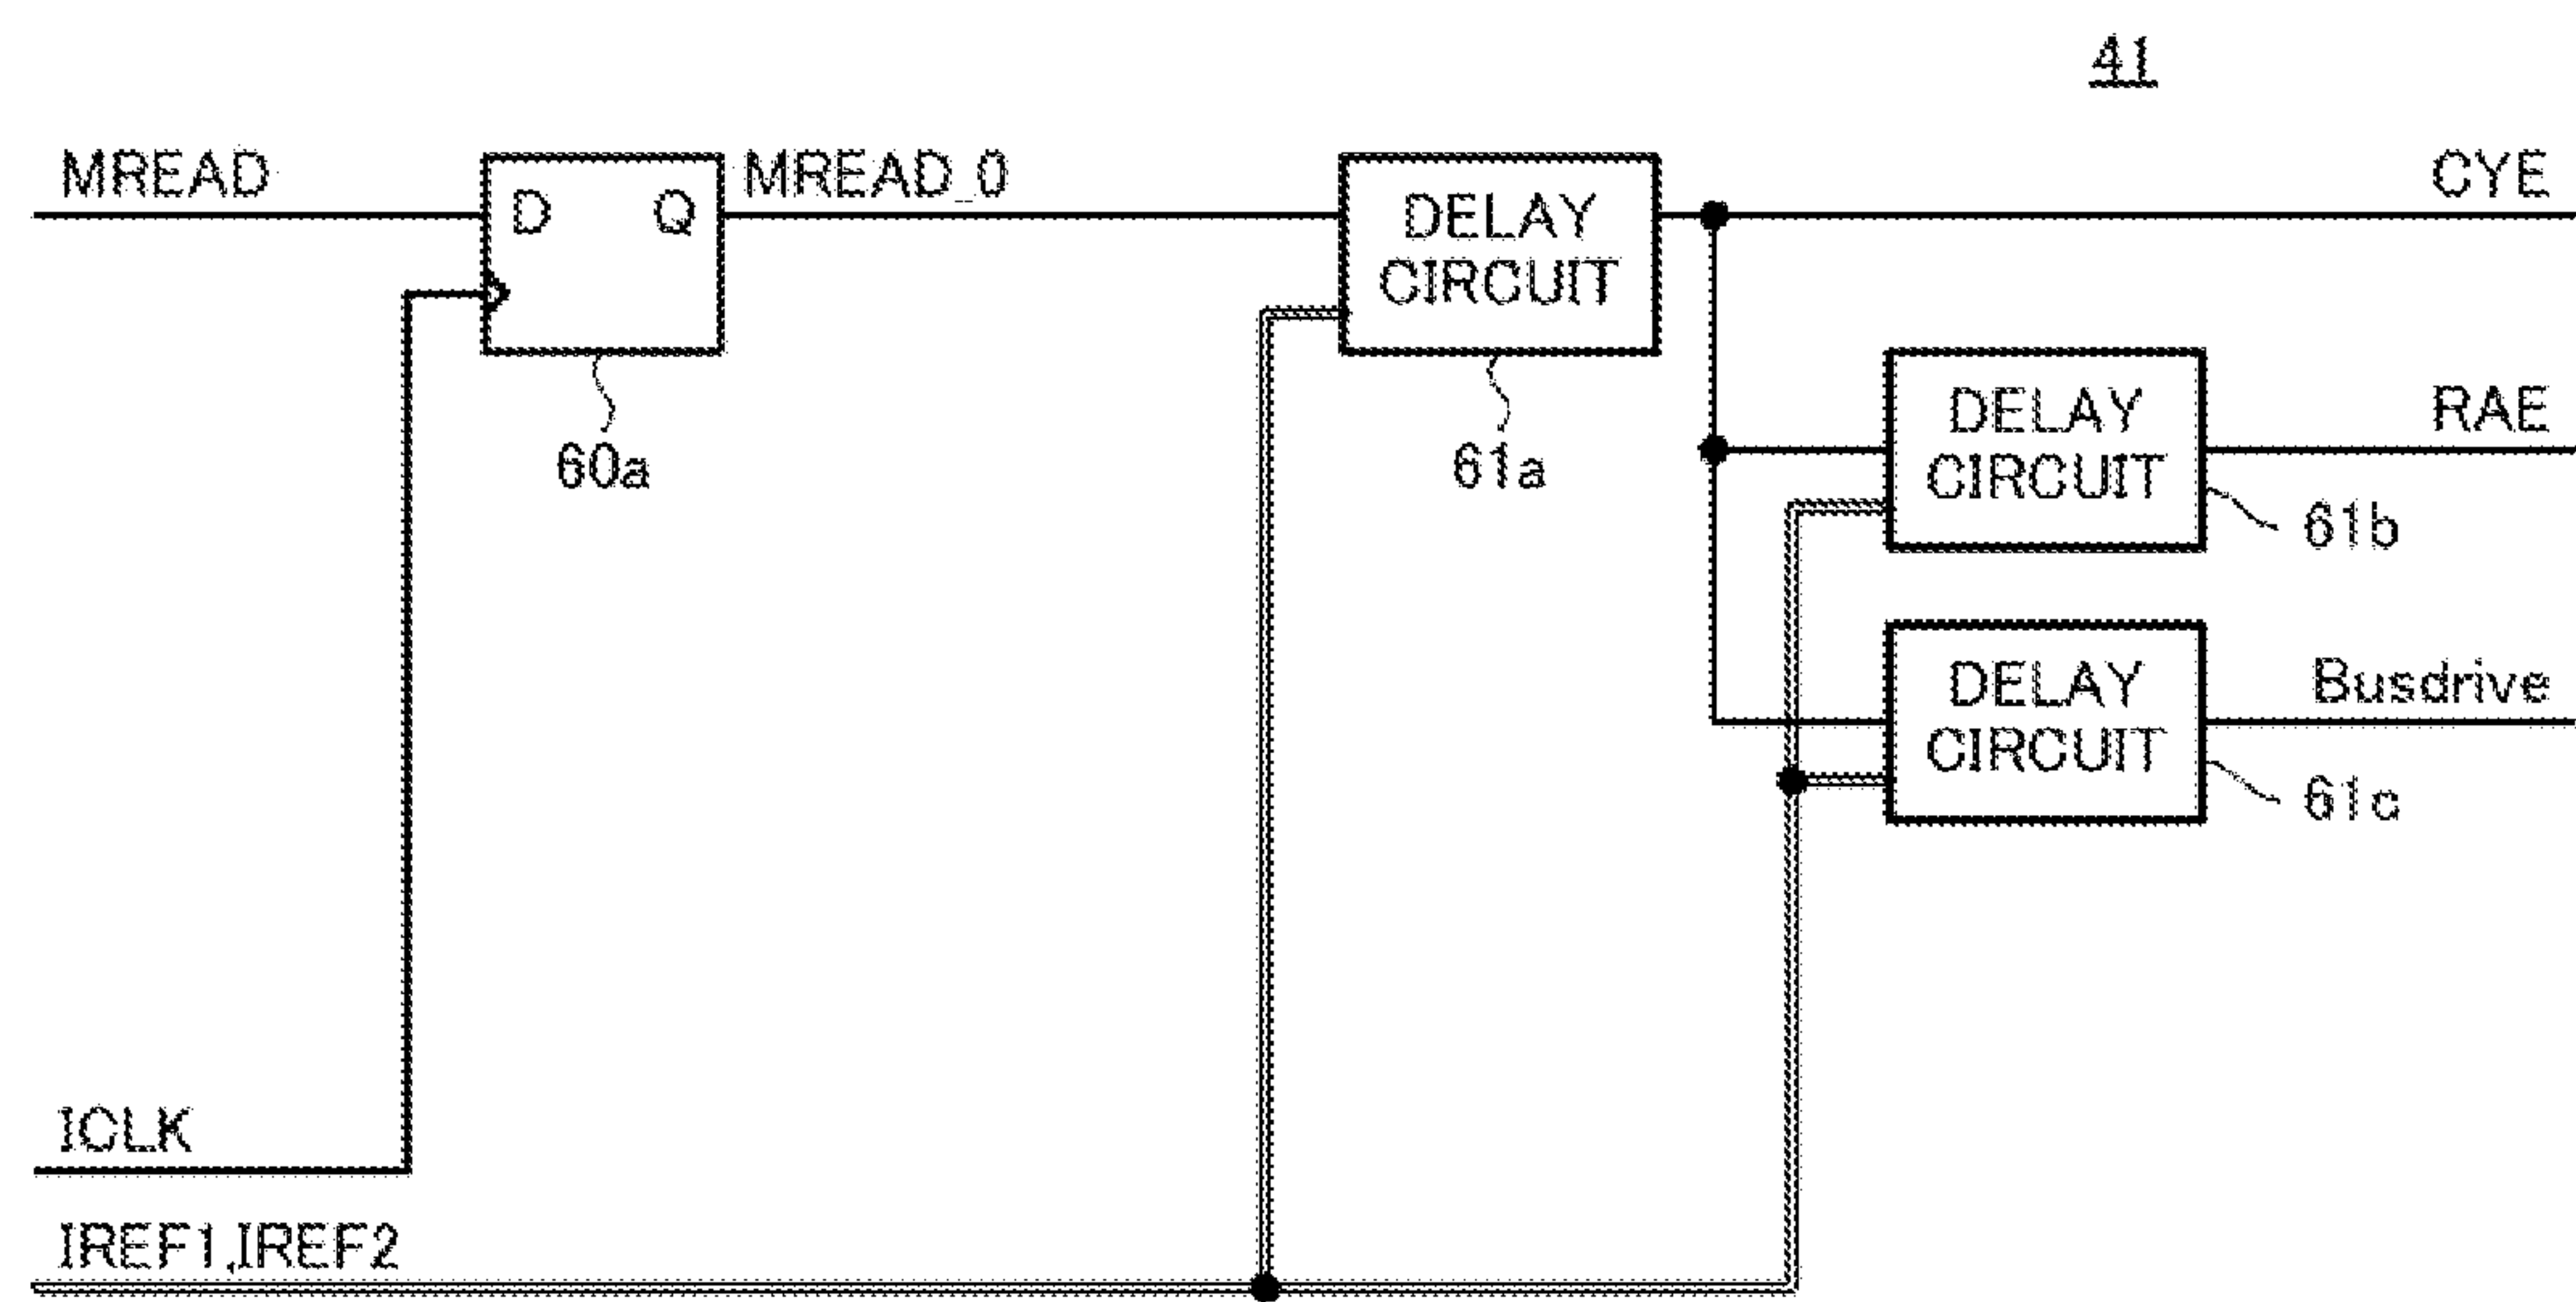 41
MREAD
D Q
MREAD_0
DELAY
CIRCUIT
CYE
60a
61a
DELAY
CIRCUIT
RAE
61b
DELAY
CIRCUIT
Busdrive
61c
ICLK
IREF1,IREF2